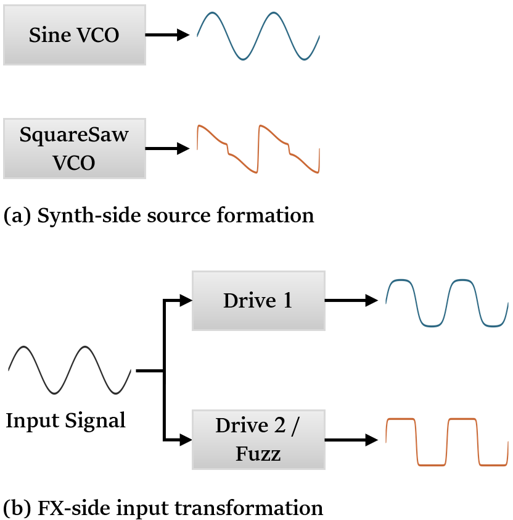 Sine VCO
SquareSaw
VCO
(a) Synth-side source formation
Drive 1
Input Signal
Drive 2 /
Fuzz
(b) FX-side input transformation